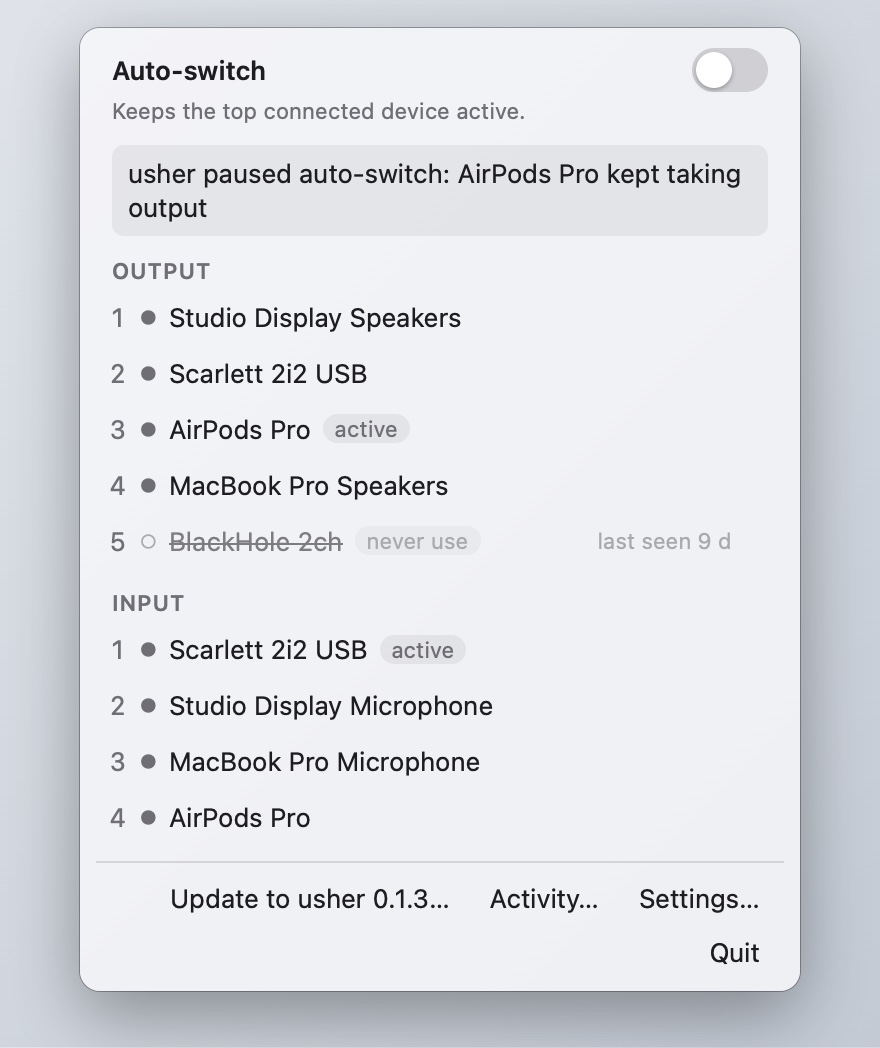 Auto-switch
Keeps the top connected device active.
usher paused auto-switch: AirPods Pro kept taking
output
OUTPUT
1 Studio Display Speakers
2 Scarlett 2i2 USB
3 AirPods Pro active
4 MacBook Pro Speakers
5 BlackHole 2ch never use last seen 9 d
INPUT
1 Scarlett 2i2 USB active
2 Studio Display Microphone
3 MacBook Pro Microphone
4 AirPods Pro
Update to usher 0.1.3... Activity... Settings...
Quit